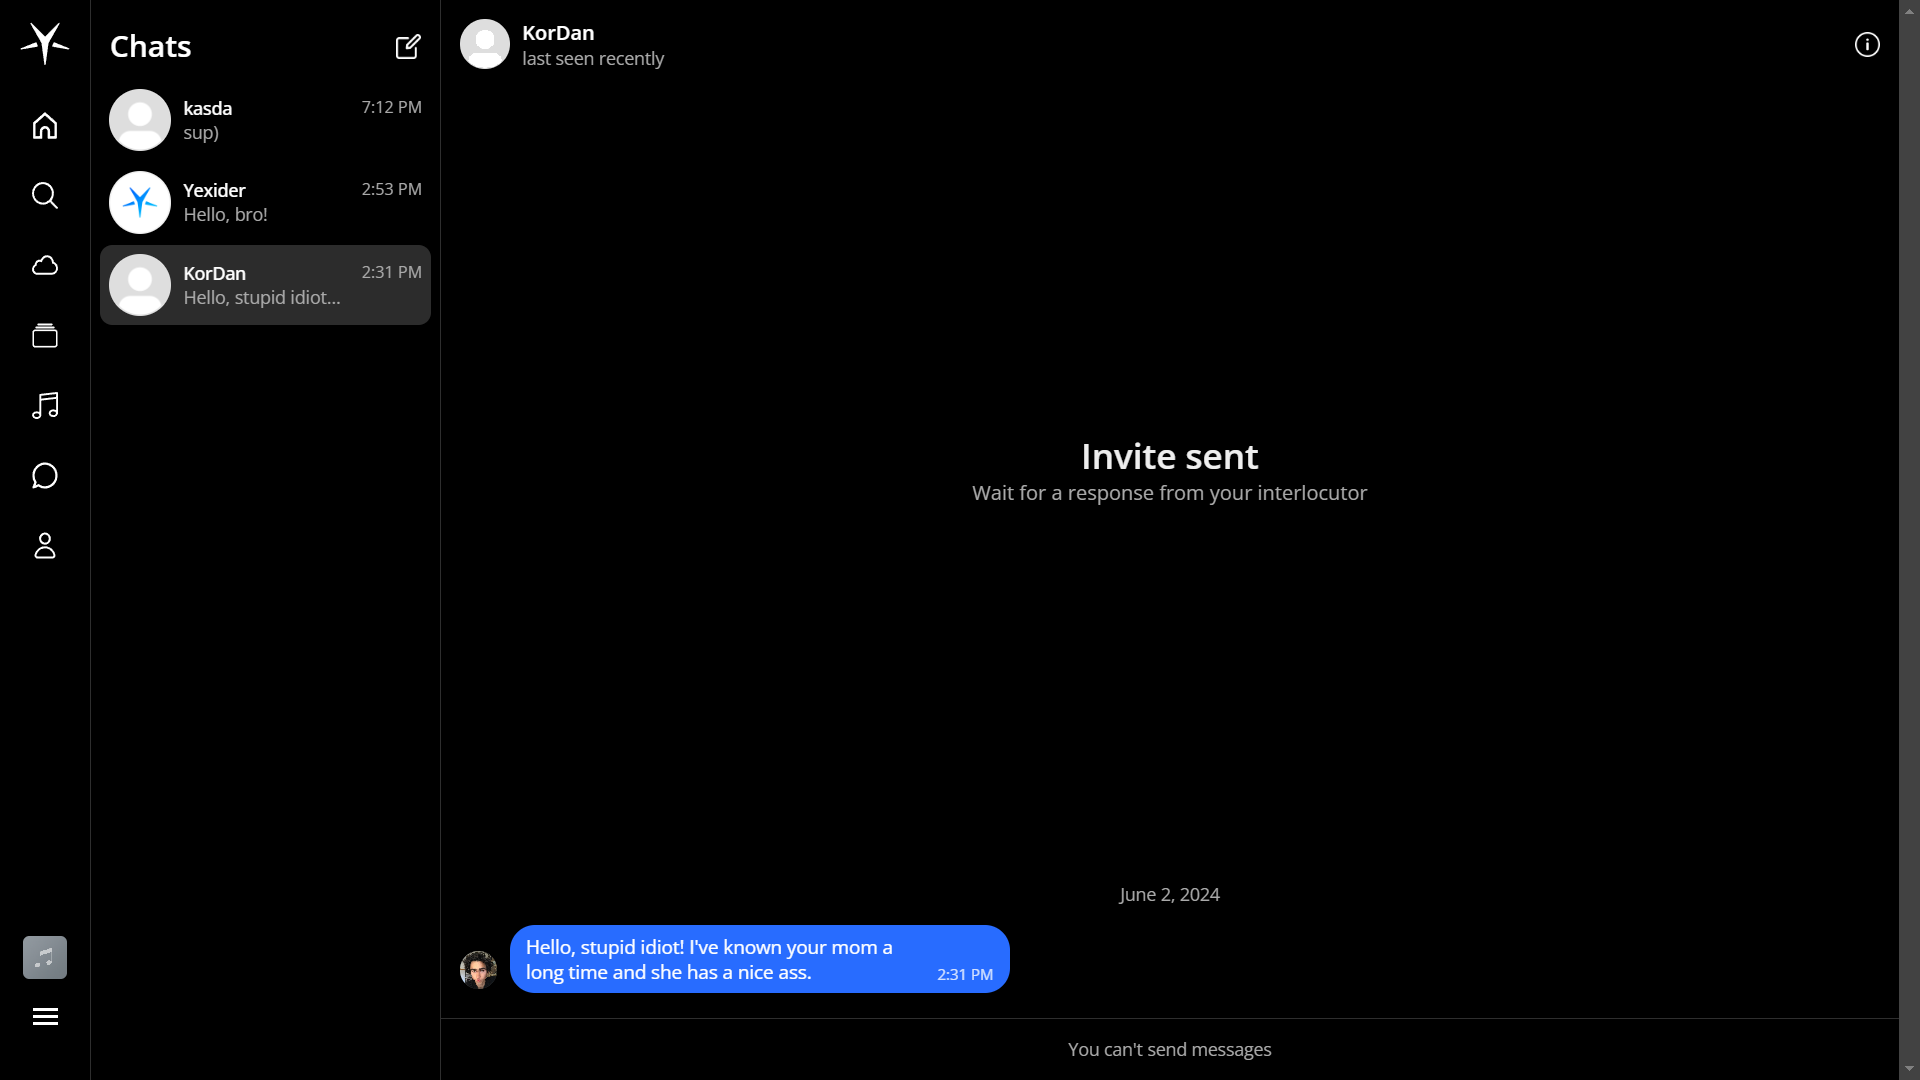 Chats
kasda
7:12 PM
sup)
Yexider
2:53 PM
Hello, bro!
KorDan
2:31 PM
Hello, stupid idiot...
KorDan
last seen recently
Invite sent
Wait for a response from your interlocutor
June 2, 2024
Hello, stupid idiot! I've known your mom a
long time and she has a nice ass.
2:31 PM
You can't send messages